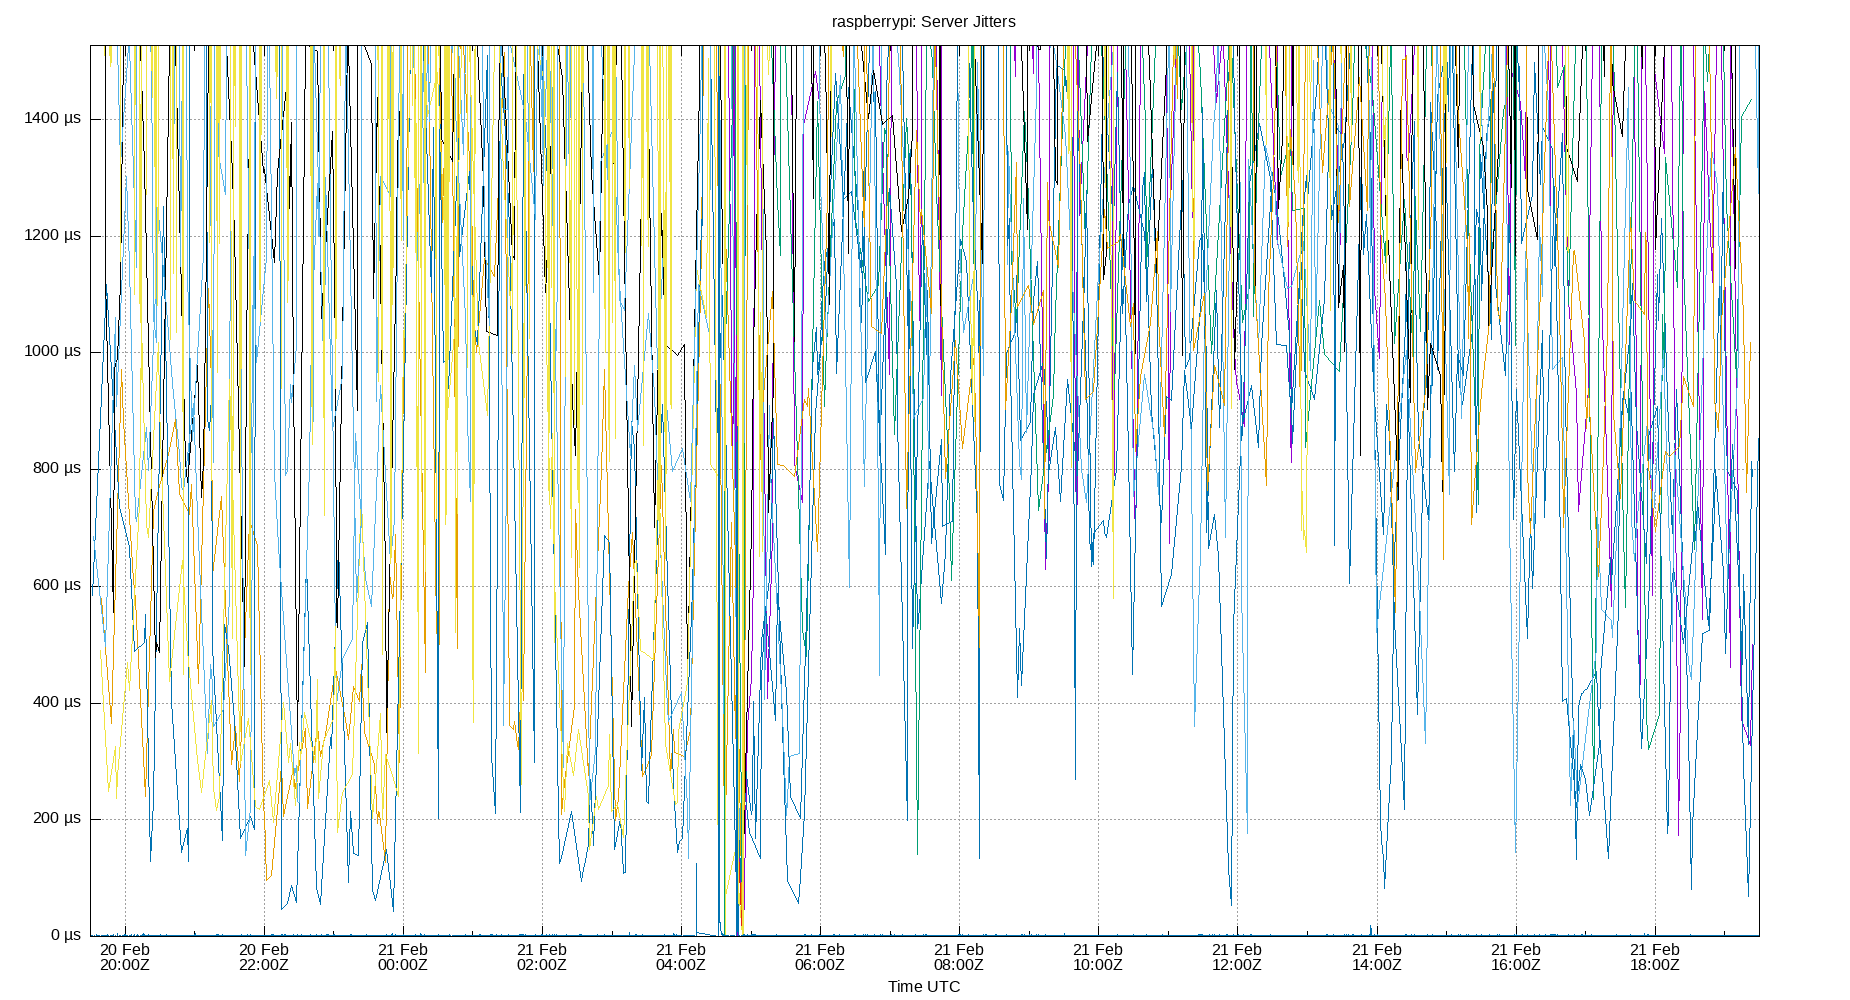 raspberrypi: Server Jitters
1400 µs
1200 µs
1000 µs
800 µs
600 µs
400 µs
200 µs
0 µs
20 Feb
20:00Z
20 Feb
22:00Z
21 Feb
00:00Z
21 Feb
02:00Z
21 Feb
04:00Z
21 Feb
06:00Z
21 Feb
08:00Z
21 Feb
10:00Z
21 Feb
12:00Z
21 Feb
14:00Z
21 Feb
16:00Z
21 Feb
18:00Z
Time UTC